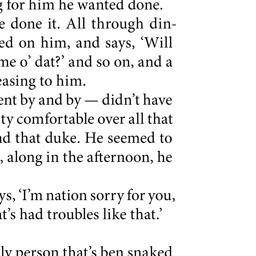 g for him he wanted done.
e done it. All through din-
ed on him, and says, ‘Will
me o’ dat?’ and so on, and a
easing to him.
ent by and by — didn’t have
ty comfortable over all that
nd that duke. He seemed to
, along in the afternoon, he
ys, ‘I’m nation sorry for you,
at’s had troubles like that.’
ly person that’s ben snaked